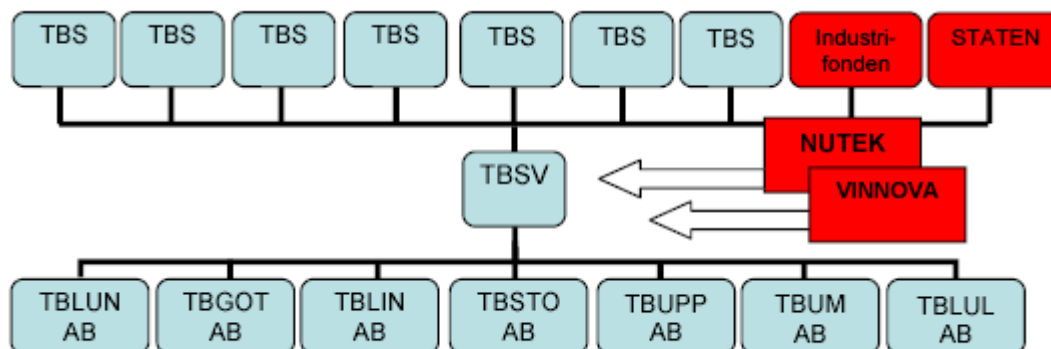 TBS
TBS
TBS
TBS
TBS
TBS
TBS
Industri-
fonden
STATEN
NUTEK
TBSV
VINNOVA
TBLUN
AB
TBGOT
AB
TBLIN
AB
TBSTO
AB
TBUPP
AB
TBUM
AB
TBLUL
AB